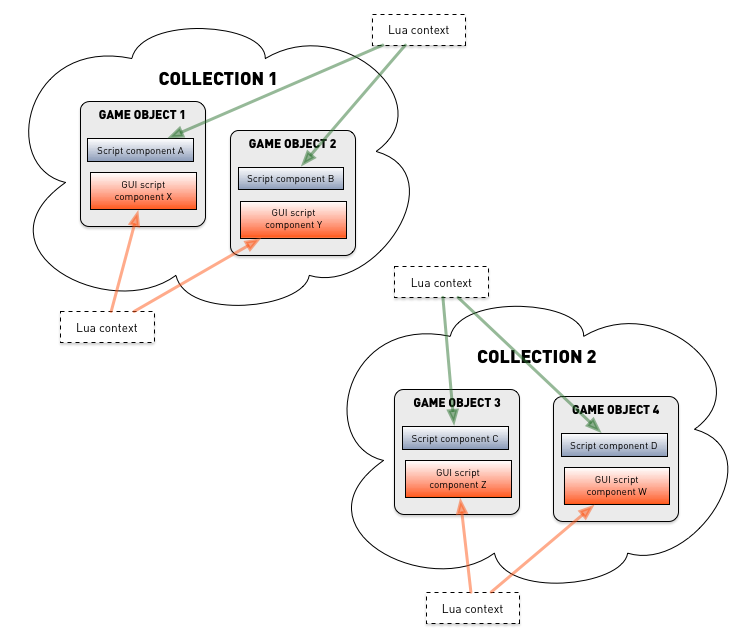 Lua context
COLLECTION 1
GAME OBJECT 1
Script component A
GUI script
component X
GAME OBJECT 2
Script component B
GUI script
component Y
Lua context
Lua context
COLLECTION 2
GAME OBJECT 3
Script component C
GUI script
component Z
GAME OBJECT 4
Script component D
GUI script
component W
Lua context